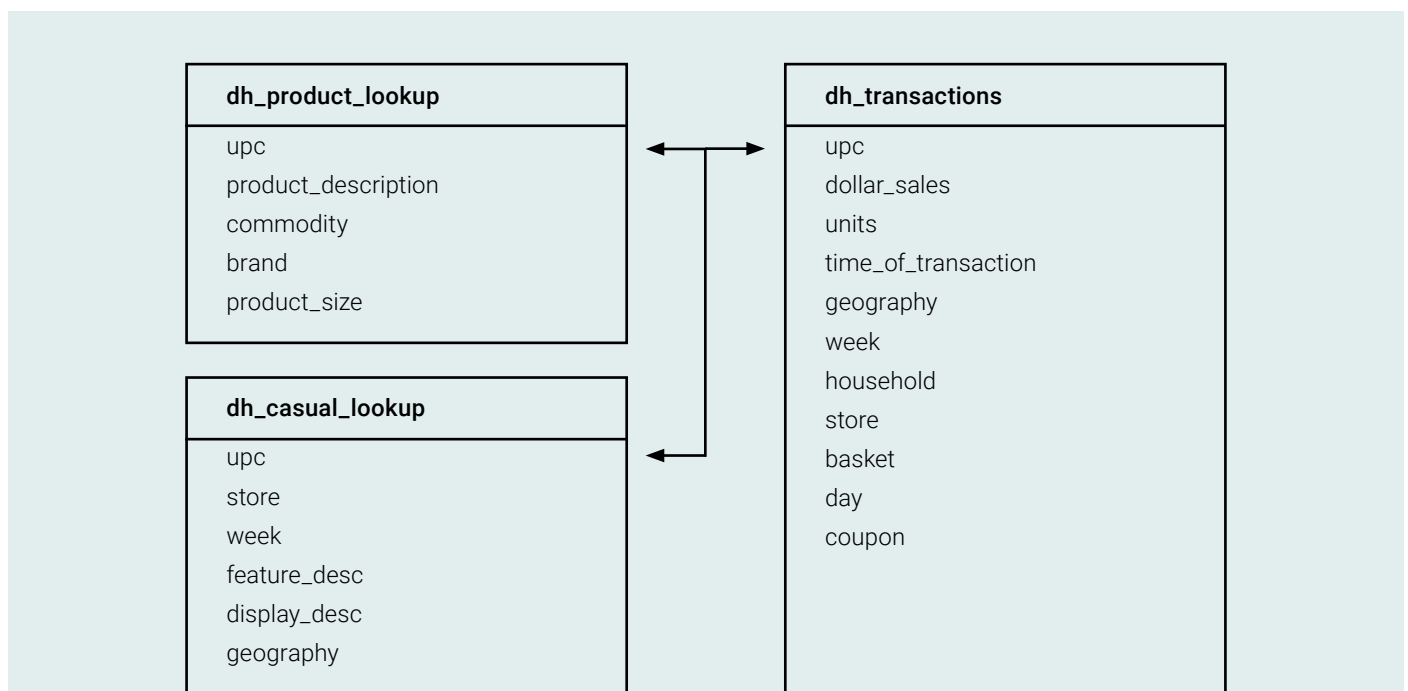 dh_product_lookup
upc
product_description
commodity
brand
product_size
dh_casual_lookup
upc
store
week
feature_desc
display_desc
geography
dh_transactions
upc
dollar_sales
units
time_of_transaction
geography
week
household
store
basket
day
coupon